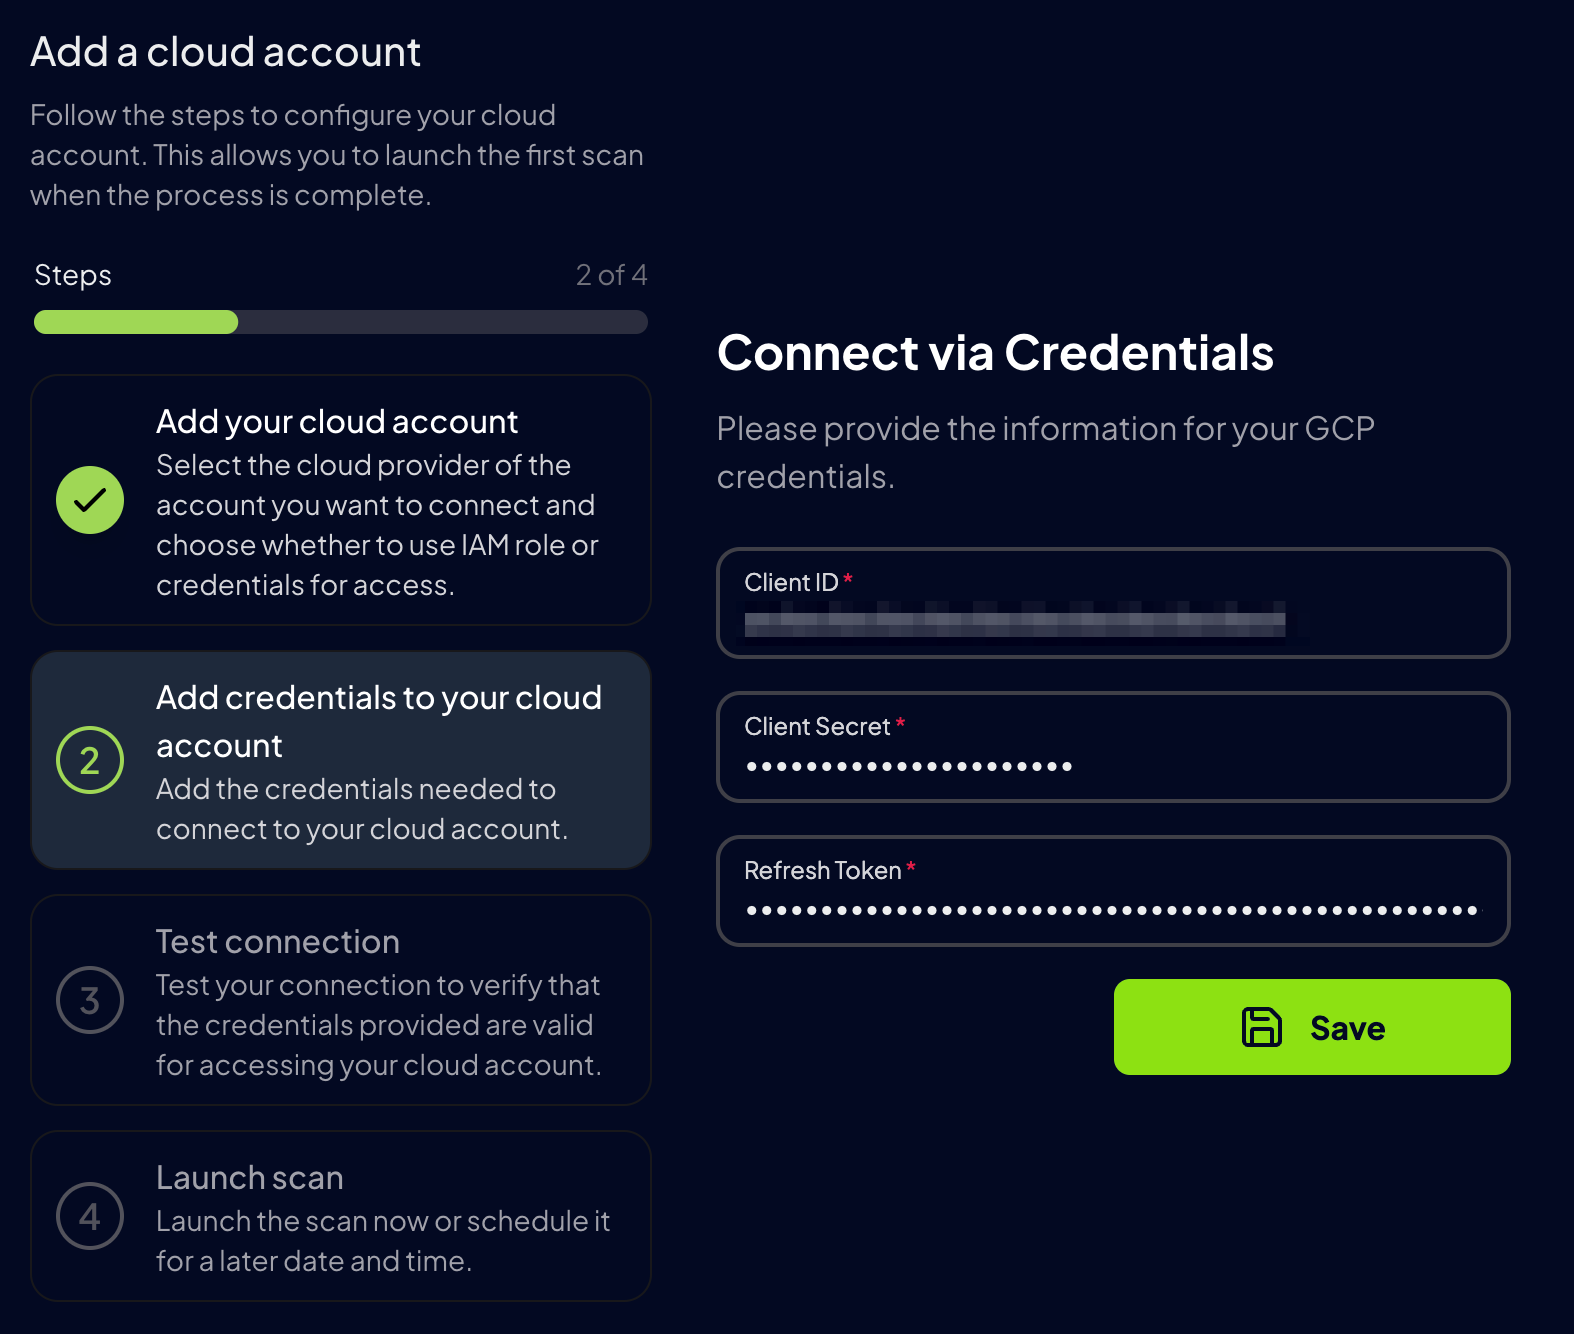 Add a cloud account
Follow the steps to configure your cloud
account. This allows you to launch the first scan
when the process is complete.
Steps
2 of 4
Add your cloud account
Select the cloud provider of the
account you want to connect and
choose whether to use IAM role or
credentials for access.
2
Add credentials to your cloud
account
Add the credentials needed to
connect to your cloud account.
3
Test connection
Test your connection to verify that
the credentials provided are valid
for accessing your cloud account.
4
Launch scan
Launch the scan now or schedule it
for a later date and time.
Connect via Credentials
Please provide the information for your GCP
credentials.
Client ID *
Client Secret *
Refresh Token *
Save